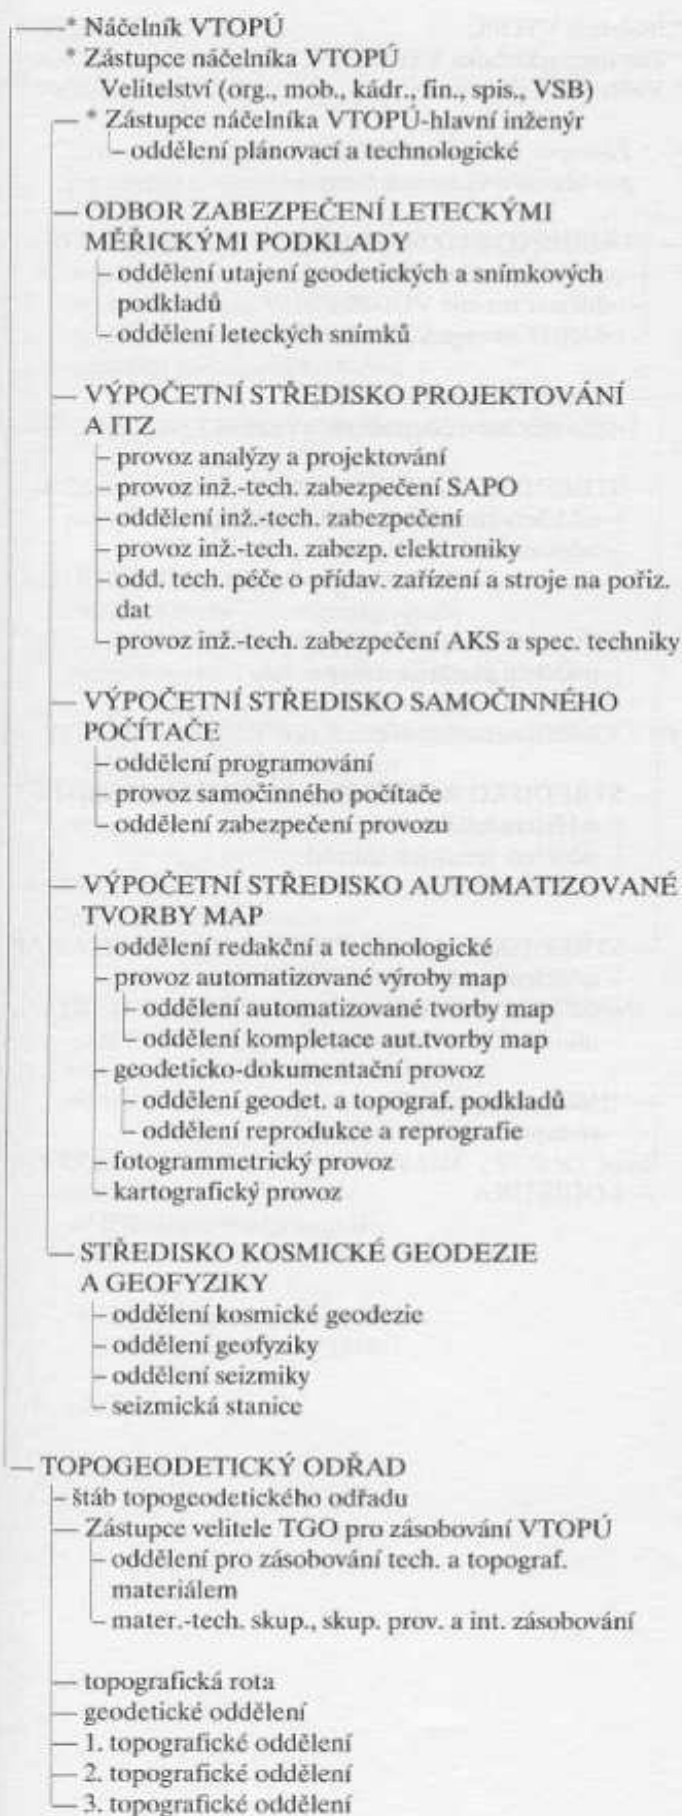 * Náčelník VTOPÚ
* Zástupce náčelníka VTOPÚ
Velitelství (org., mob., kádr., fin., spis., VSB)
* Zástupce náčelníka VTOPÚ-hlavní inženýr
– oddělení plánovací a technologické
ODBOR ZABEZPEČENÍ LETECKÝMI
MĚŘICKÝMI PODKLADY
– oddělení utajení geodetických a snímkových
podkladů
– oddělení leteckých snímků
VÝPOČETNÍ STŘEDISKO PROJEKTOVÁNÍ
A ITZ
– provoz analýzy a projektování
– provoz inž.-tech. zabezpečení SAPO
– oddělení inž.-tech. zabezpečení
– provoz inž.-tech. zabezp. elektroniky
– odd. tech. péče o přídav. zařízení a stroje na poříz.
dat
– provoz inž.-tech. zabezpečení AKS a spec. techniky
VÝPOČETNÍ STŘEDISKO SAMOČINNÉHO
POČÍTAČE
– oddělení programování
– provoz samočinného počítače
– oddělení zabezpečení provozu
VÝPOČETNÍ STŘEDISKO AUTOMATIZOVANÉ
TVORBY MAP
– oddělení redakční a technologické
– provoz automatizované výroby map
– oddělení automatizované tvorby map
– oddělení kompletace aut.tvorby map
– geodeticko-dokumentační provoz
– oddělení geodet. a topograf. podkladů
– oddělení reprodukce a reprografie
– fotogrammetrický provoz
– kartografický provoz
STŘEDISKO KOSMICKÉ GEODEZIE
A GEOFYZIKY
– oddělení kosmické geodezie
– oddělení geofyziky
– oddělení seizmiky
– seizmická stanice
TOPOGEODETICKÝ ODŘAD
– štáb topogeodetického odřadu
— Zástupce velitele TGO pro zásobování VTOPÚ
– oddělení pro zásobování tech. a topograf.
materiálem
– mater.-tech. skup., skup. prov. a int. zásobování
— topografická rota
— geodetické oddělení
— 1. topografické oddělení
— 2. topografické oddělení
— 3. topografické oddělení